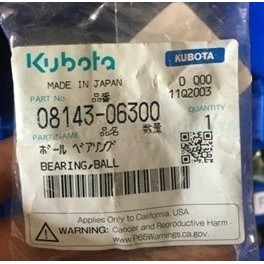 Kubota
KUBOTA
MADE IN JAPAN
0 000
11Q2003
品番
PART NO.
08143-06300
品名
数量
QUANTITY
1
ボール ベアリング
BEARING,BALL
Applies Only to California, USA
WARNING: Cancer and Reproductive Harm -
www.P65Warnings.ca.gov.